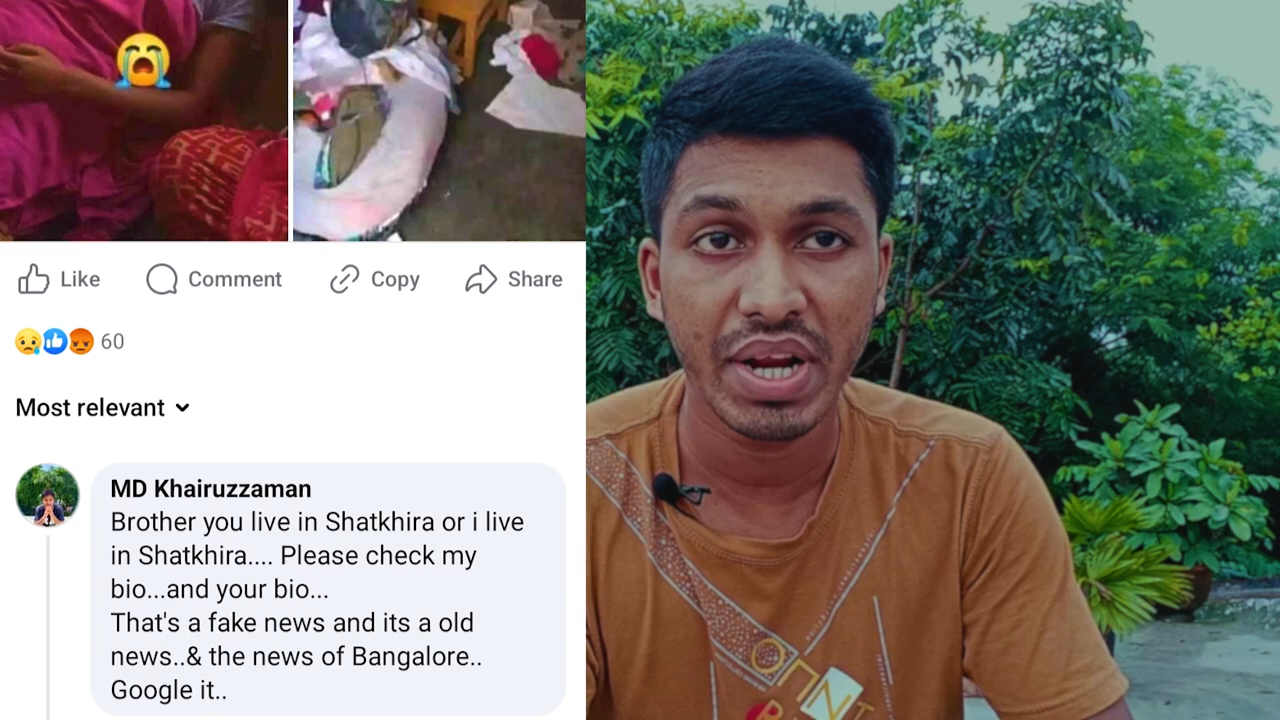 Like
Comment
Copy
Share
60
Most relevant
MD Khairuzzaman
Brother you live in Shatkhira or i live
in Shatkhira.... Please check my
bio...and your bio...
That's a fake news and its a old
news..& the news of Bangalore..
Google it..